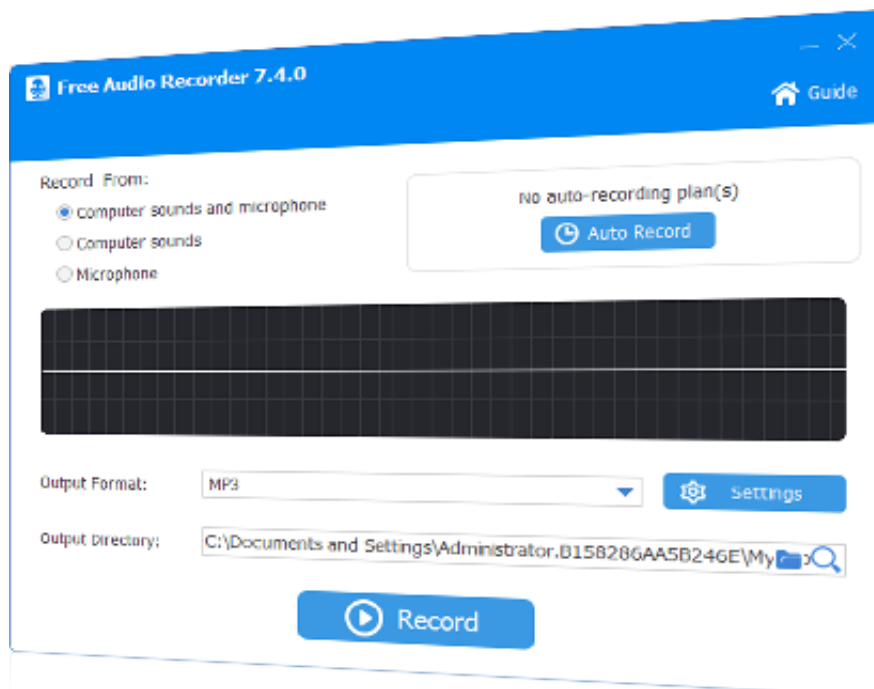 Free Audio Recorder 7.4.0
Guide
Record From:
Computer sounds and microphone
Computer sounds
Microphone
No auto-recording plan(s)
Auto Record
Output Format:
MP3
Settings
Output Directory:
C:\Documents and Settings\Administrator.B158286AA5B246E\My
Record